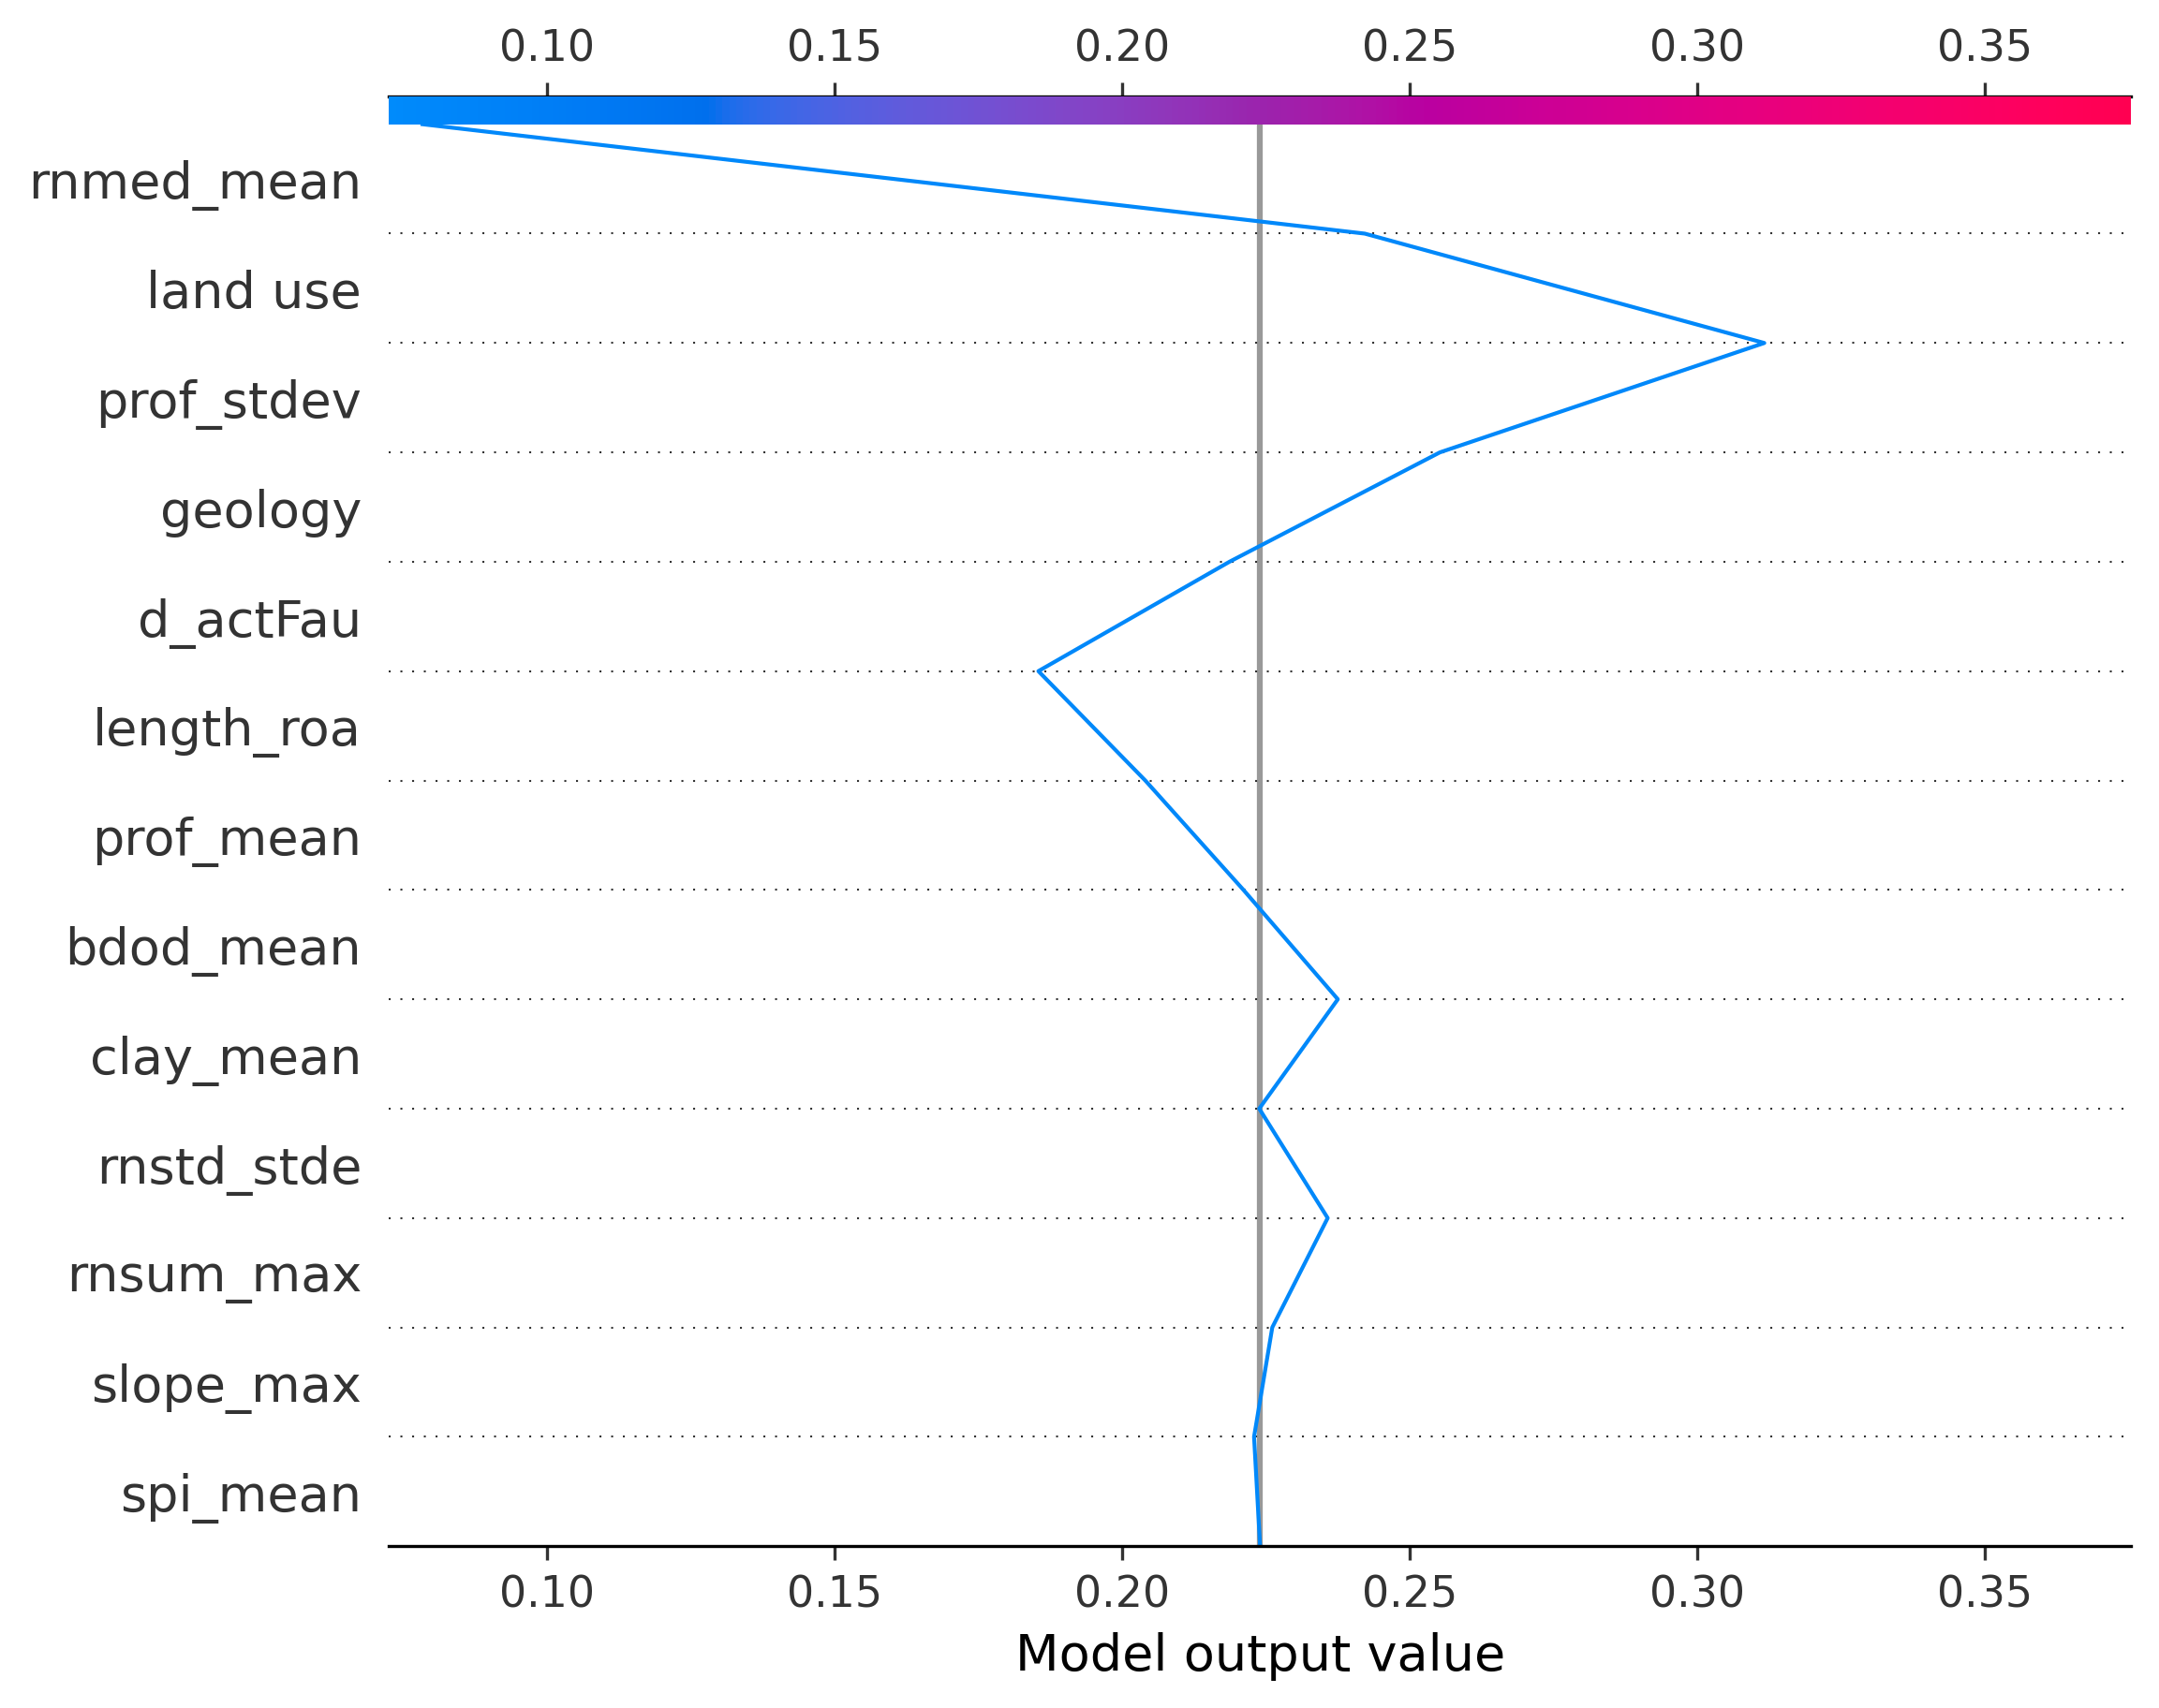 0.10 0.15 0.20 0.25 0.30 0.35
rnmed_mean
land use
prof_stdev
geology
d_actFau
length_roa
prof_mean
bdod_mean
clay_mean
rnstd_stde
rnsum_max
slope_max
spi_mean
0.10 0.15 0.20 0.25 0.30 0.35
Model output value